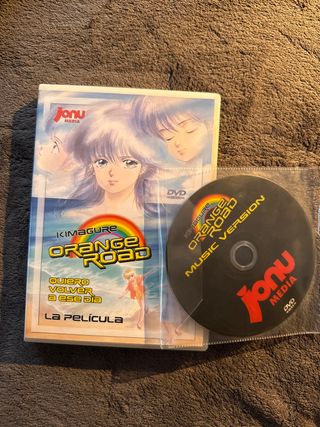 jonu
MEDIA
DVD
KIMAGURE
ORANGE
ROAD
QUIERO
VOLVER
A ESE DÍA
LA PELÍCULA
KIMAGURE
ORANGE
ROAD
MUSIC VERSION
jonu
MEDIA
DVD